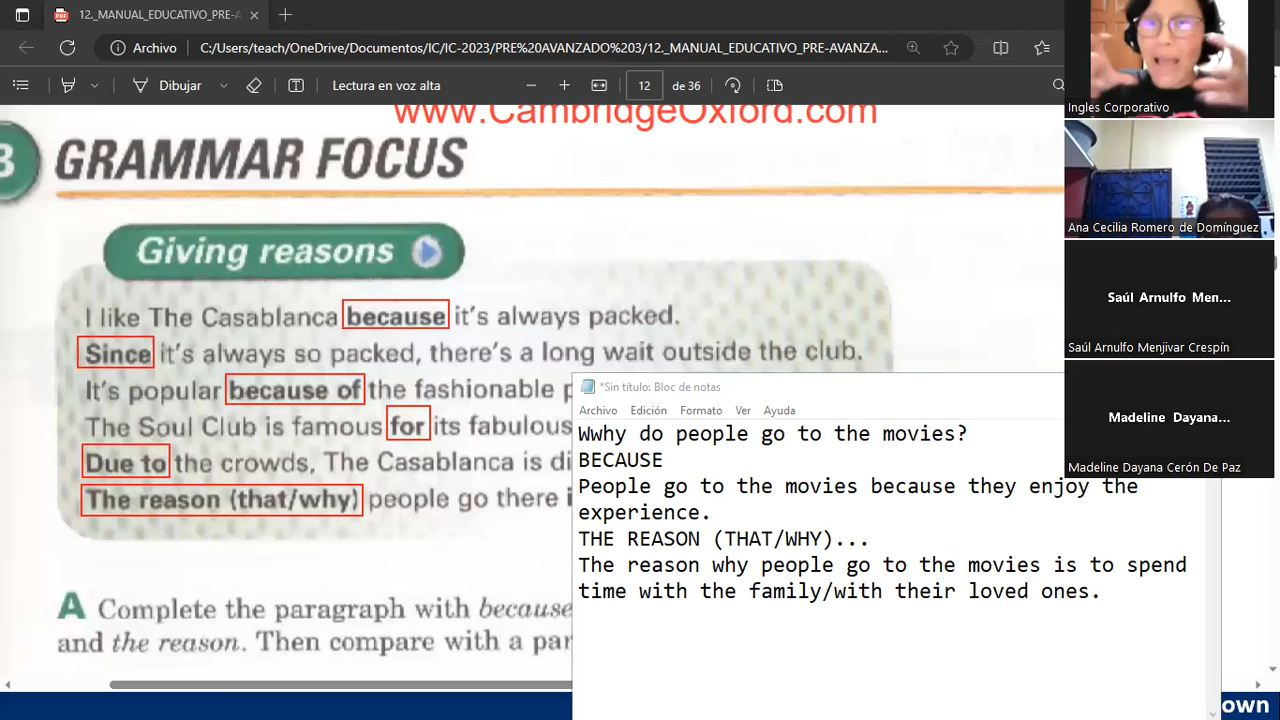 12._MANUAL_EDUCATIVO_PRE-A
Archivo C:/Users/teach/OneDrive/Documentos/IC/IC-2023/PRE%20AVANZADO%203/12._MANUAL_EDUCATIVO_PRE-AVANZA...
Dibujar Lectura en voz alta 12 de 36
www.CambridgeOxford.com
GRAMMAR FOCUS
Giving reasons
I like The Casablanca because it's always packed.
Since it's always so packed, there's a long wait outside the club.
It's popular because of the fashionable
The Soul Club is famous for its fabulous
Due to the crowds, The Casablanca is di
The reason (that/why) people go there i
A Complete the paragraph with because
and the reason. Then compare with a par
*Sin título: Bloc de notas
Archivo Edición Formato Ver Ayuda
Wwhy do people go to the movies?
BECAUSE
People go to the movies because they enjoy the
experience.
THE REASON (THAT/WHY)...
The reason why people go to the movies is to spend
time with the family/with their loved ones.
Ingles Corporativo
Ana Cecilia Romero de Domínguez
Saúl Arnulfo Men...
Saúl Arnulfo Menjivar Crespín
Madeline Dayana...
Madeline Dayana Cerón De Paz
own